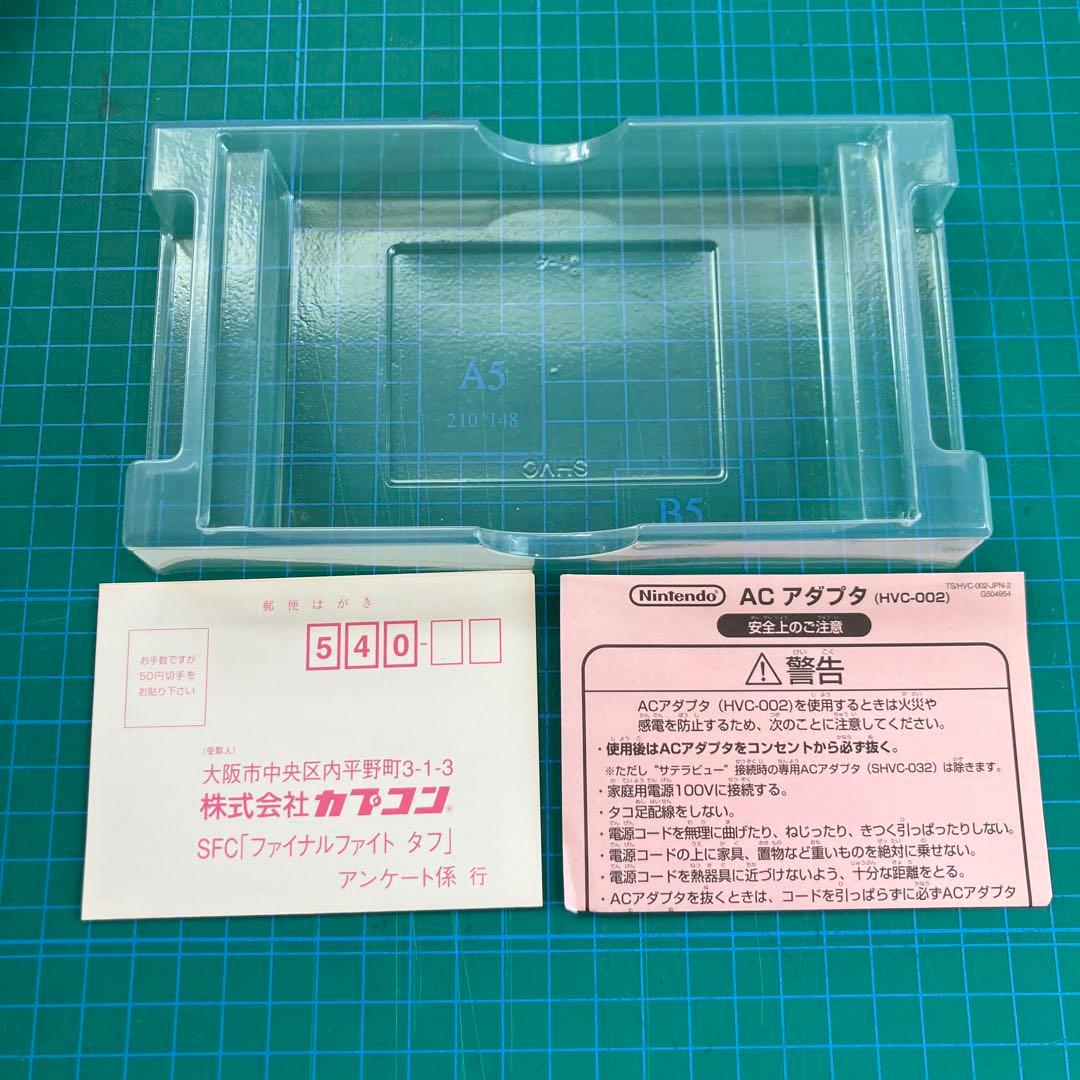 A5
210*148
SHVC
B5
郵便はがき
540-
お手数ですが
50円切手を
お貼り下さい
(受取人)
大阪市中央区内平野町3-1-3
株式会社カプコン®
SFC「ファイナルファイト タフ」
アンケート係 行
TS/HVC-002-JPN-2
G504954
Nintendo® ACアダプタ(HVC-002)
安全上のご注意
警告
ACアダプタ(HVC-002)を使用するときは火災や
感電を防止するため、次のことに注意してください。
・使用後はACアダプタをコンセントから必ず抜く。
※ただし"サテラビュー"接続時の専用ACアダプタ(SHVC-032)は除きます。
・家庭用電源100Vに接続する。
・タコ足配線をしない。
・電源コードを無理に曲げたり、ねじったり、きつく引っぱったりしない。
・電源コードの上に家具、置物など重いものを絶対に乗せない。
・電源コードを熱器具に近づけないよう、十分な距離をとる。
・ACアダプタを抜くときは、コードを引っぱらずに必ずACアダプタ